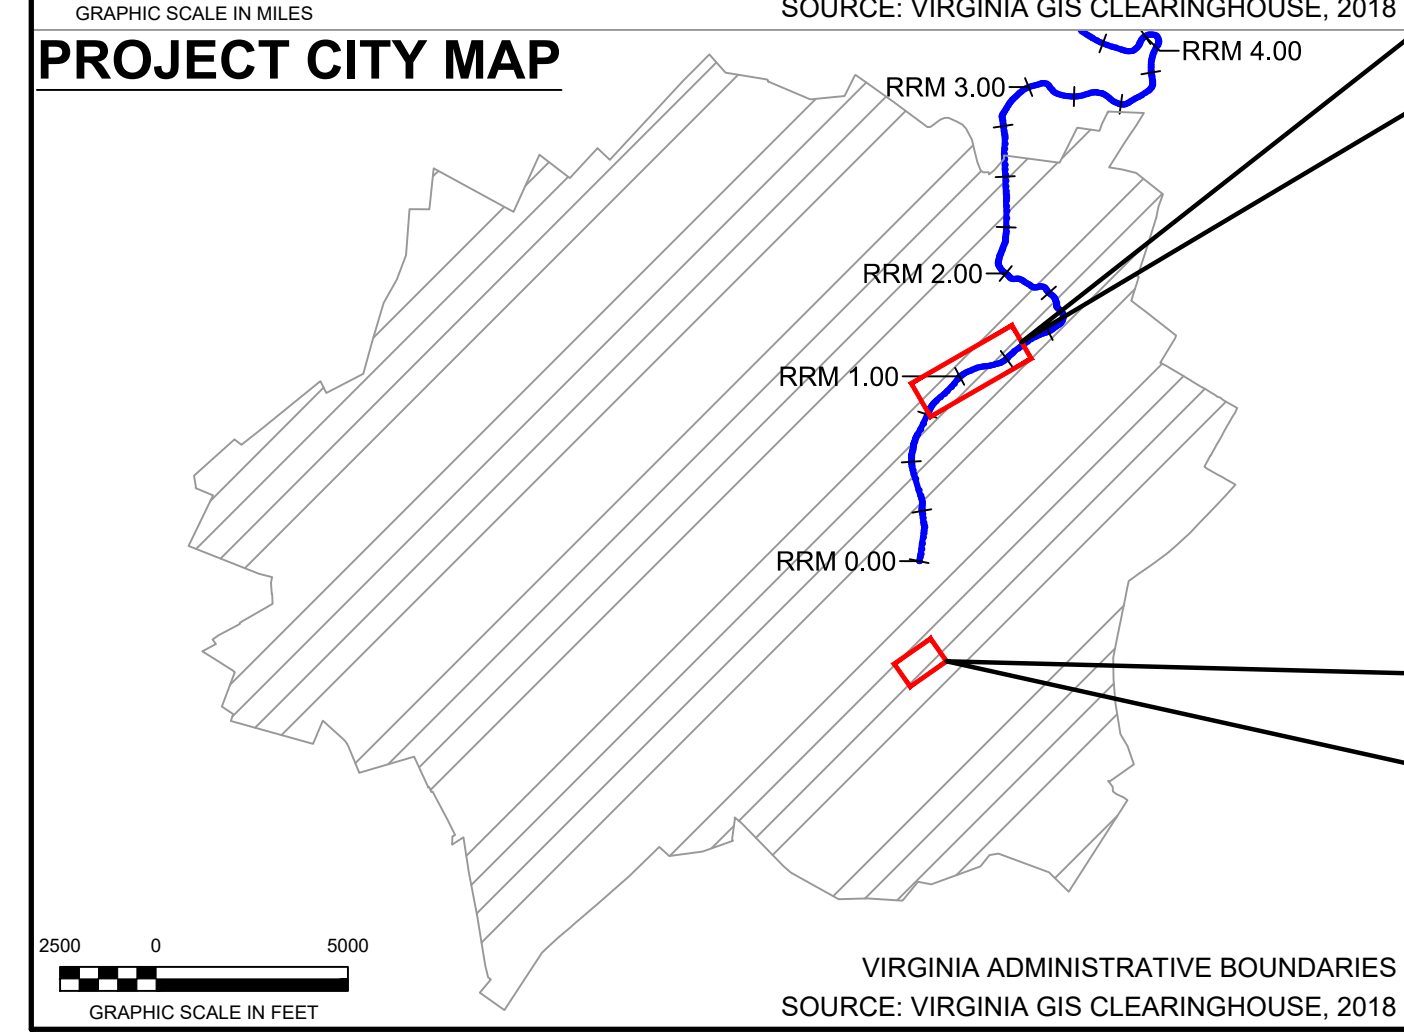 GRAPHIC SCALE IN MILES
SOURCE: VIRGINIA GIS CLEARINGHOUSE, 2018
PROJECT CITY MAP
RRM 4.00
RRM 3.00
RRM 2.00
RRM 1.00
RRM 0.00
2500 0 5000
GRAPHIC SCALE IN FEET
VIRGINIA ADMINISTRATIVE BOUNDARIES
SOURCE: VIRGINIA GIS CLEARINGHOUSE, 2018